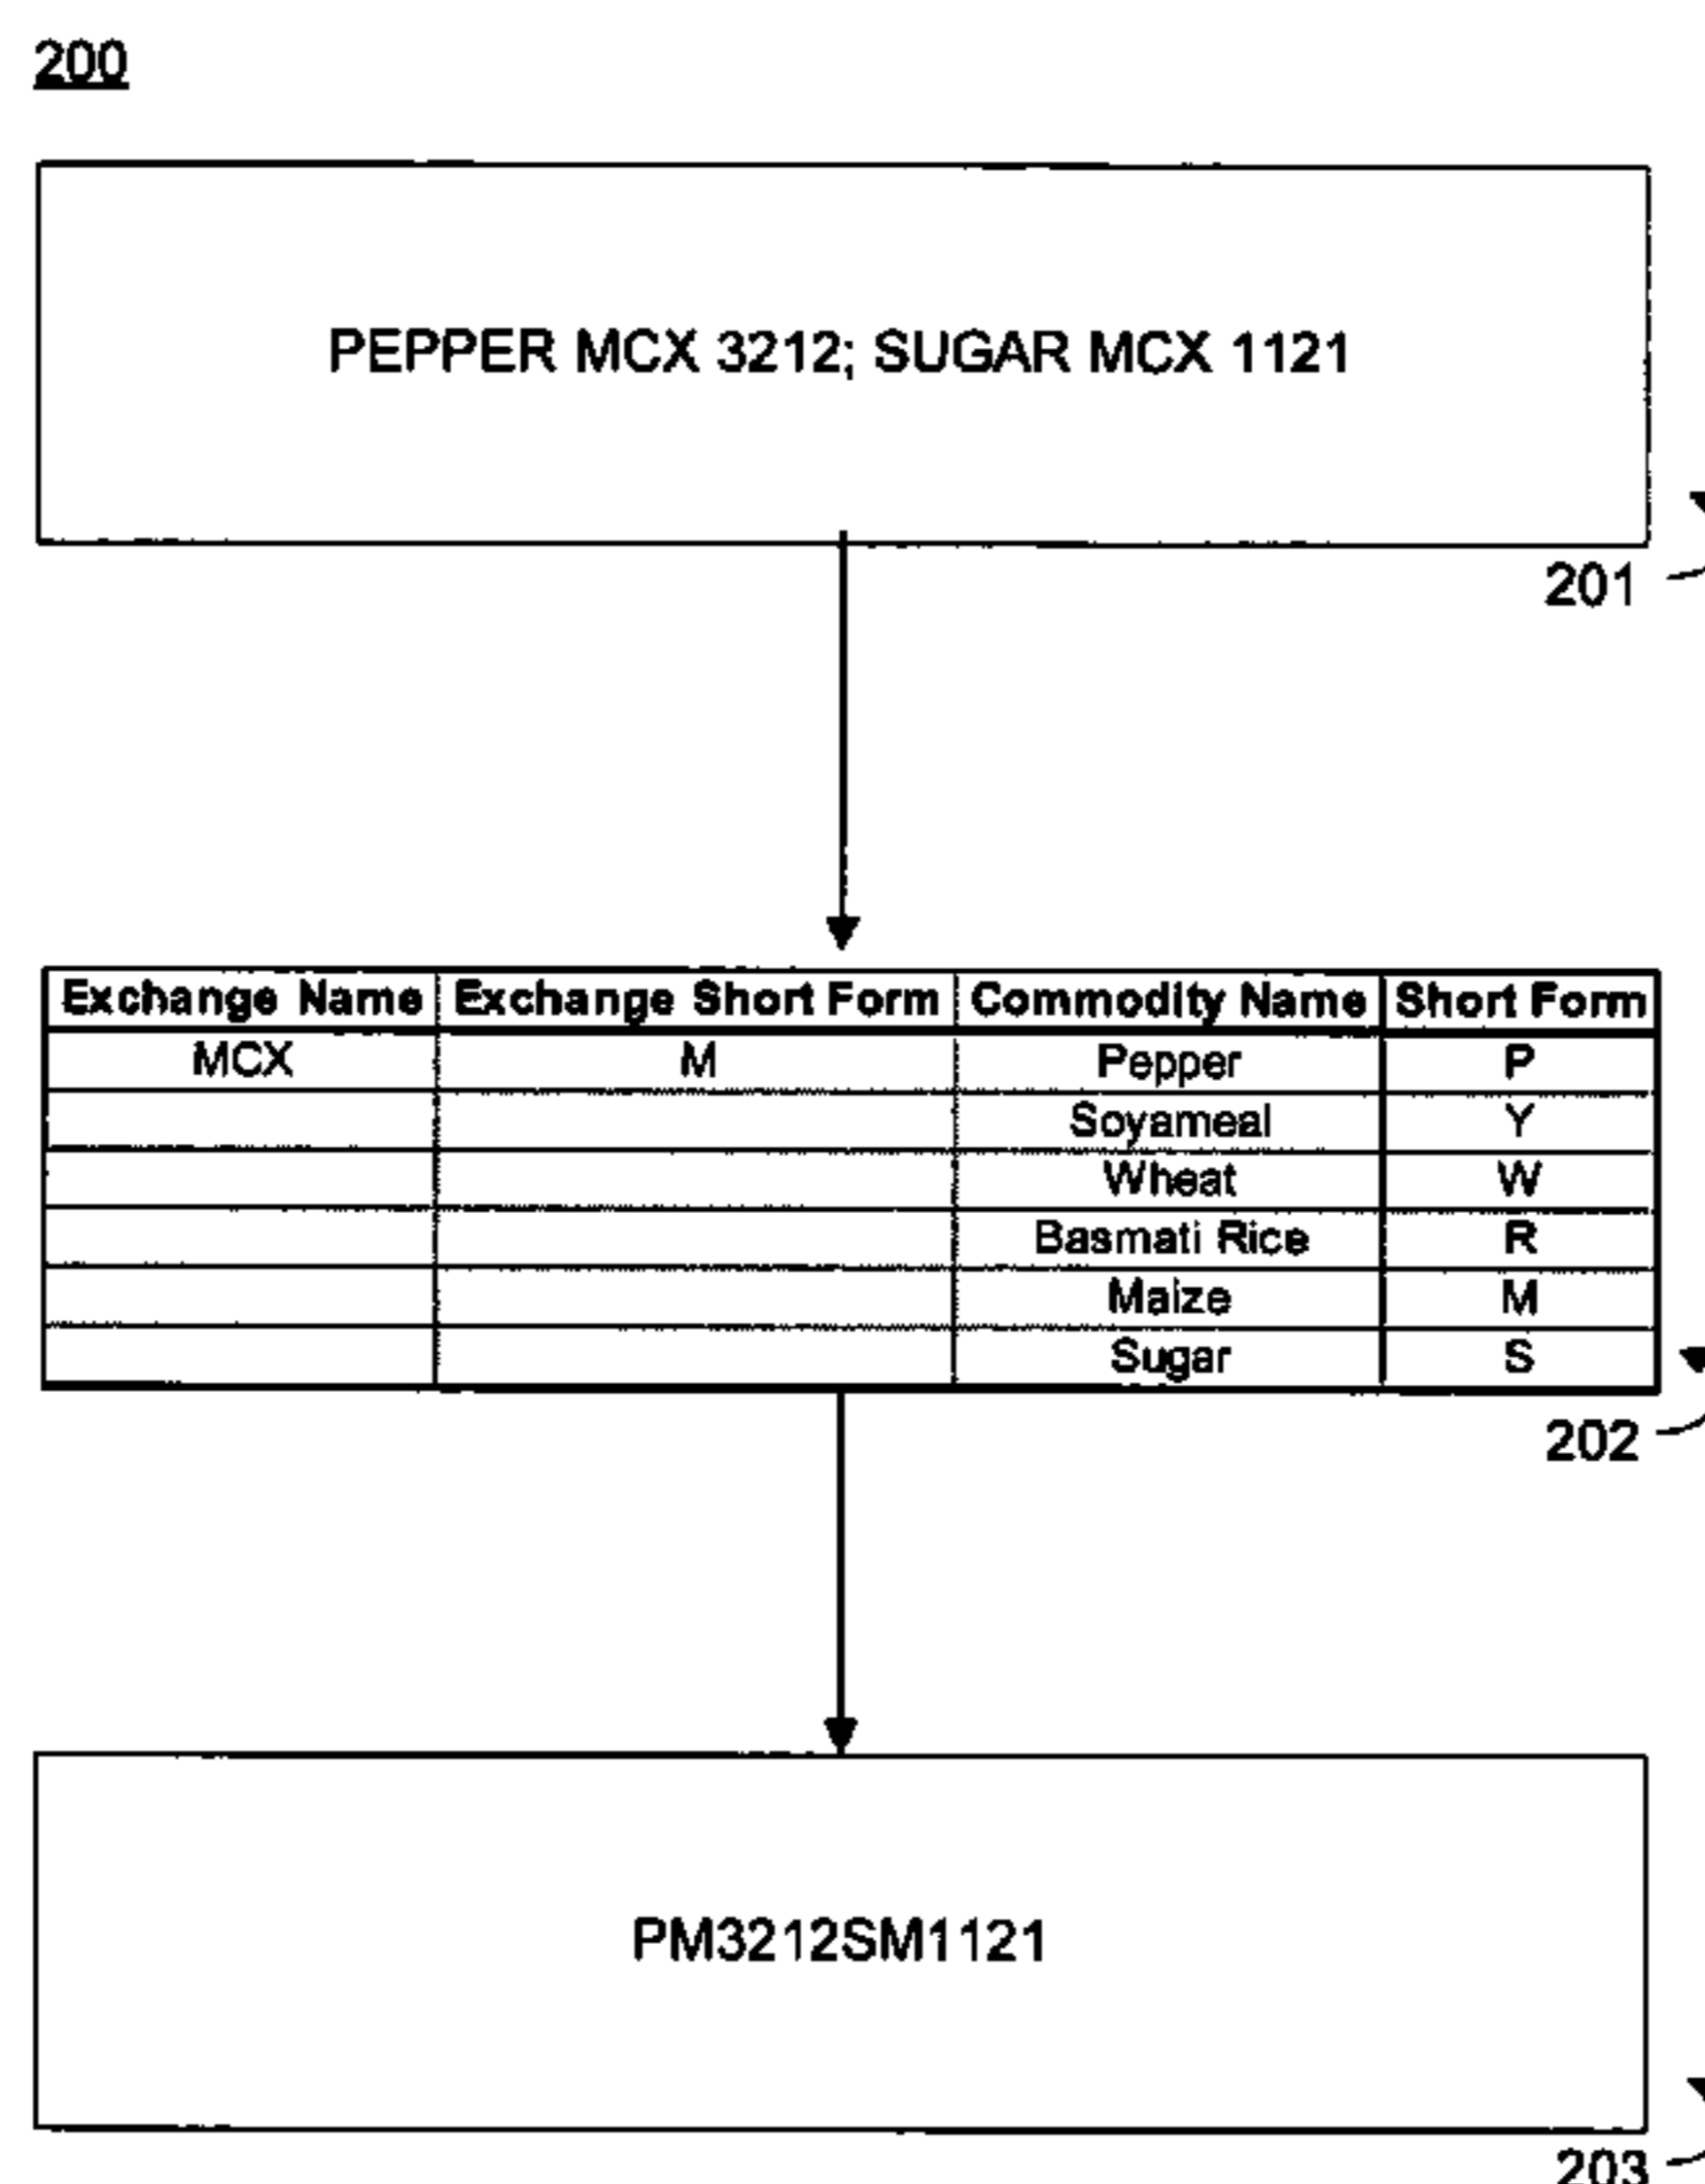 200
PEPPER MCX 3212; SUGAR MCX 1121
201
Exchange Name Exchange Short Form Commodity Name Short Form
MCX M Pepper P
Soyameal Y
Wheat W
Basmati Rice R
Maize M
Sugar S
202
PM3212SM1121
203